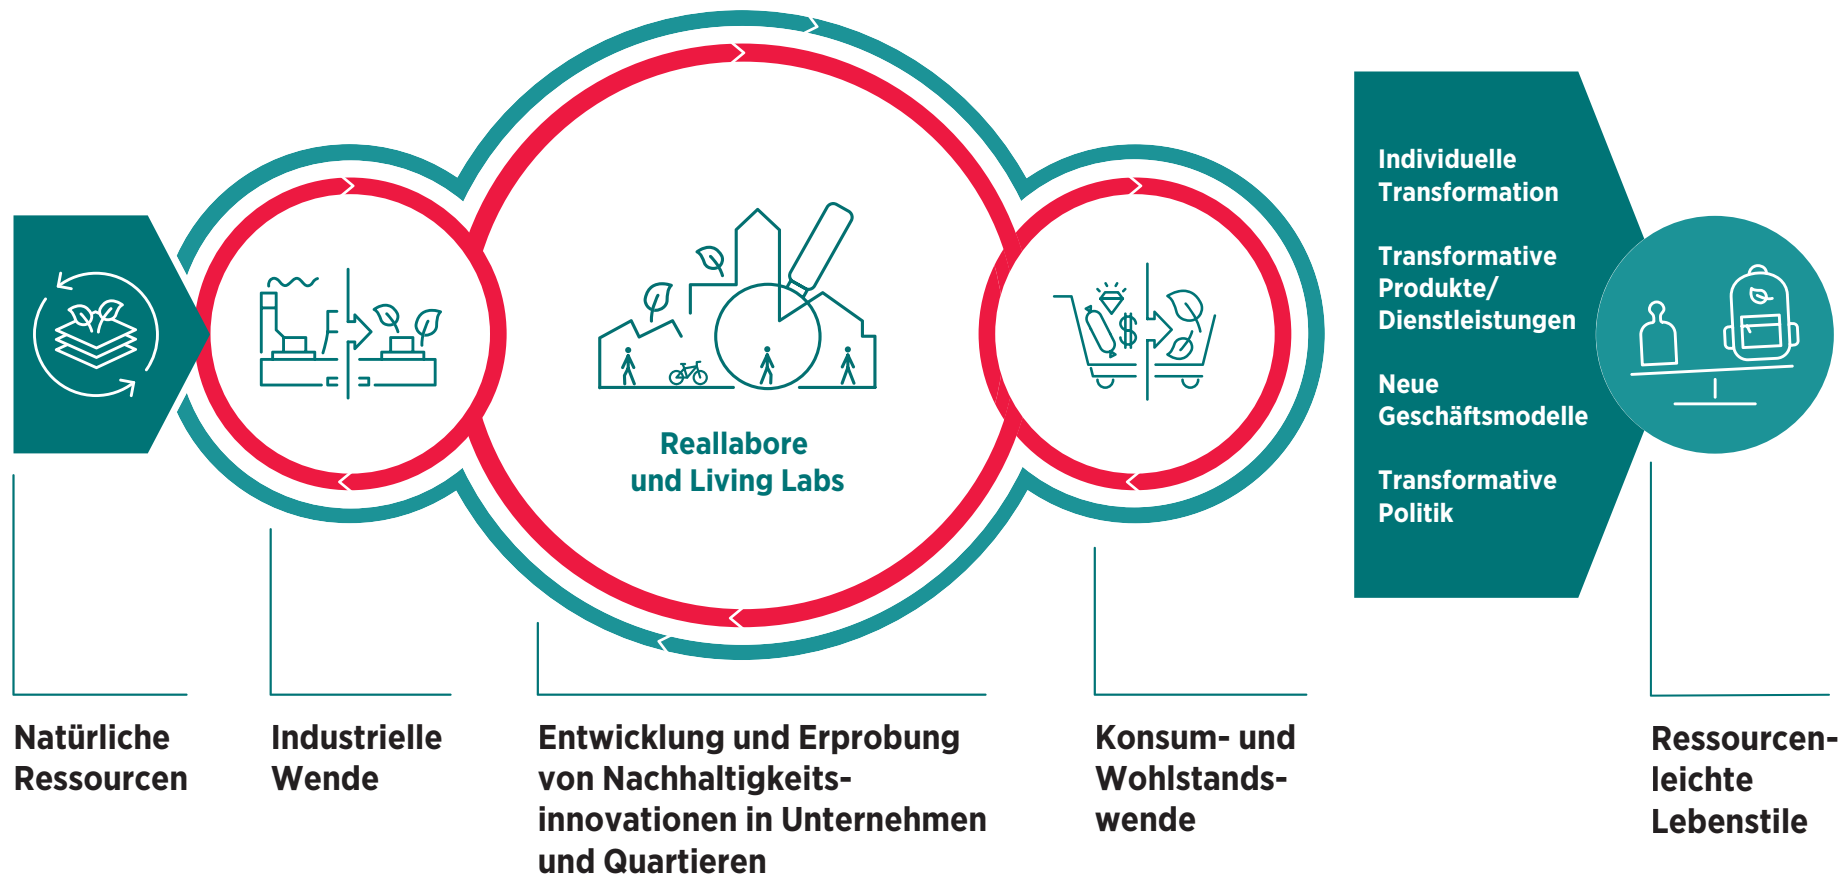 Individuelle
Transformation
Transformative
Produkte/
Dienstleistungen
Neue
Geschäftsmodelle
Transformative
Politik
$
Reallabore
und Living Labs
Natürliche
Ressourcen
Industrielle
Wende
Entwicklung und Erprobung
von Nachhaltigkeits-
innovationen in Unternehmen
und Quartieren
Konsum- und
Wohlstands-
wende
Ressourcen-
leichte
Lebenstile